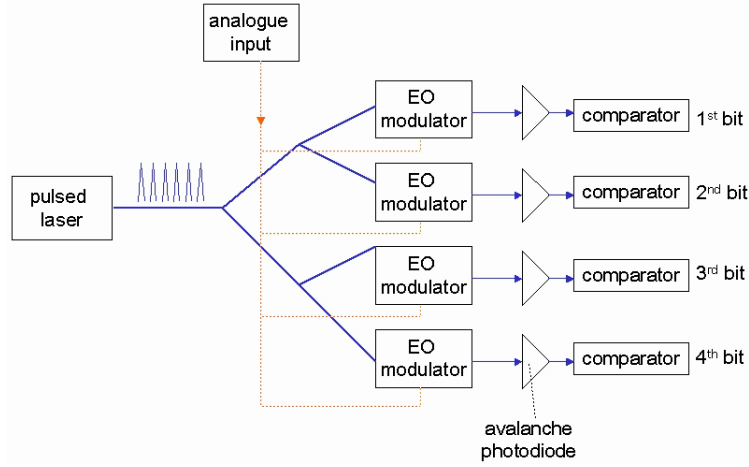 analogue
input
EO
modulator
comparator
1st bit
pulsed
laser
EO
modulator
comparator
2nd bit
EO
modulator
comparator
3rd bit
EO
modulator
comparator
4th bit
avalanche
photodiode